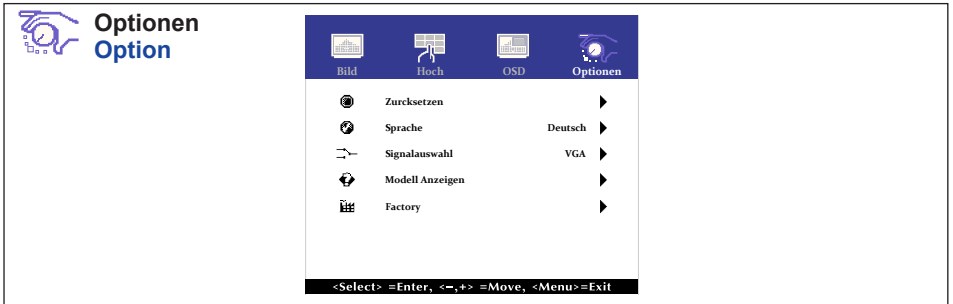 Optionen
Option
Bild Hoch OSD Optionen
Zurcksetzen
Sprache Deutsch
Signalauswahl VGA
Modell Anzeigen
Factory
<Select> =Enter, <–,+> =Move, <Menu>=Exit